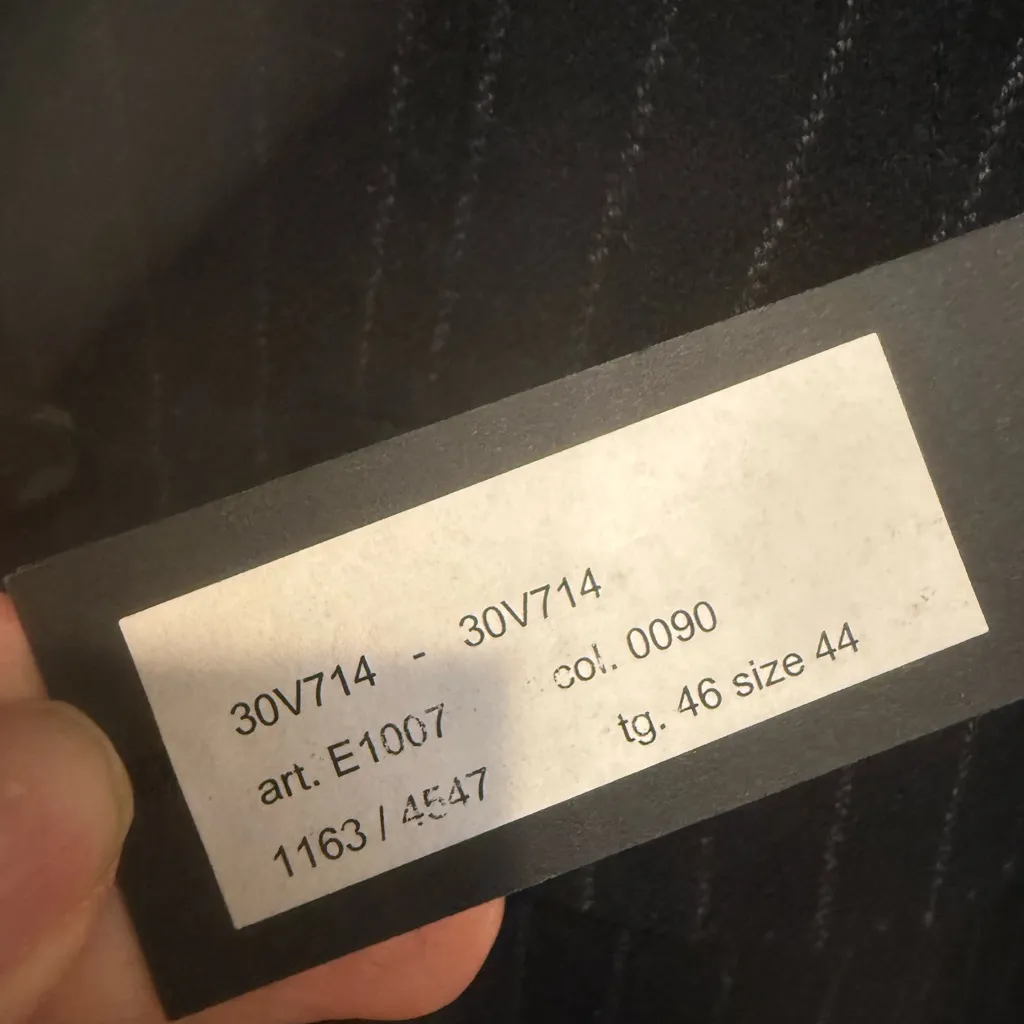 30V714 - 30V714
art. E1007 col. 0090
1163 / 4547 tg. 46 size 44